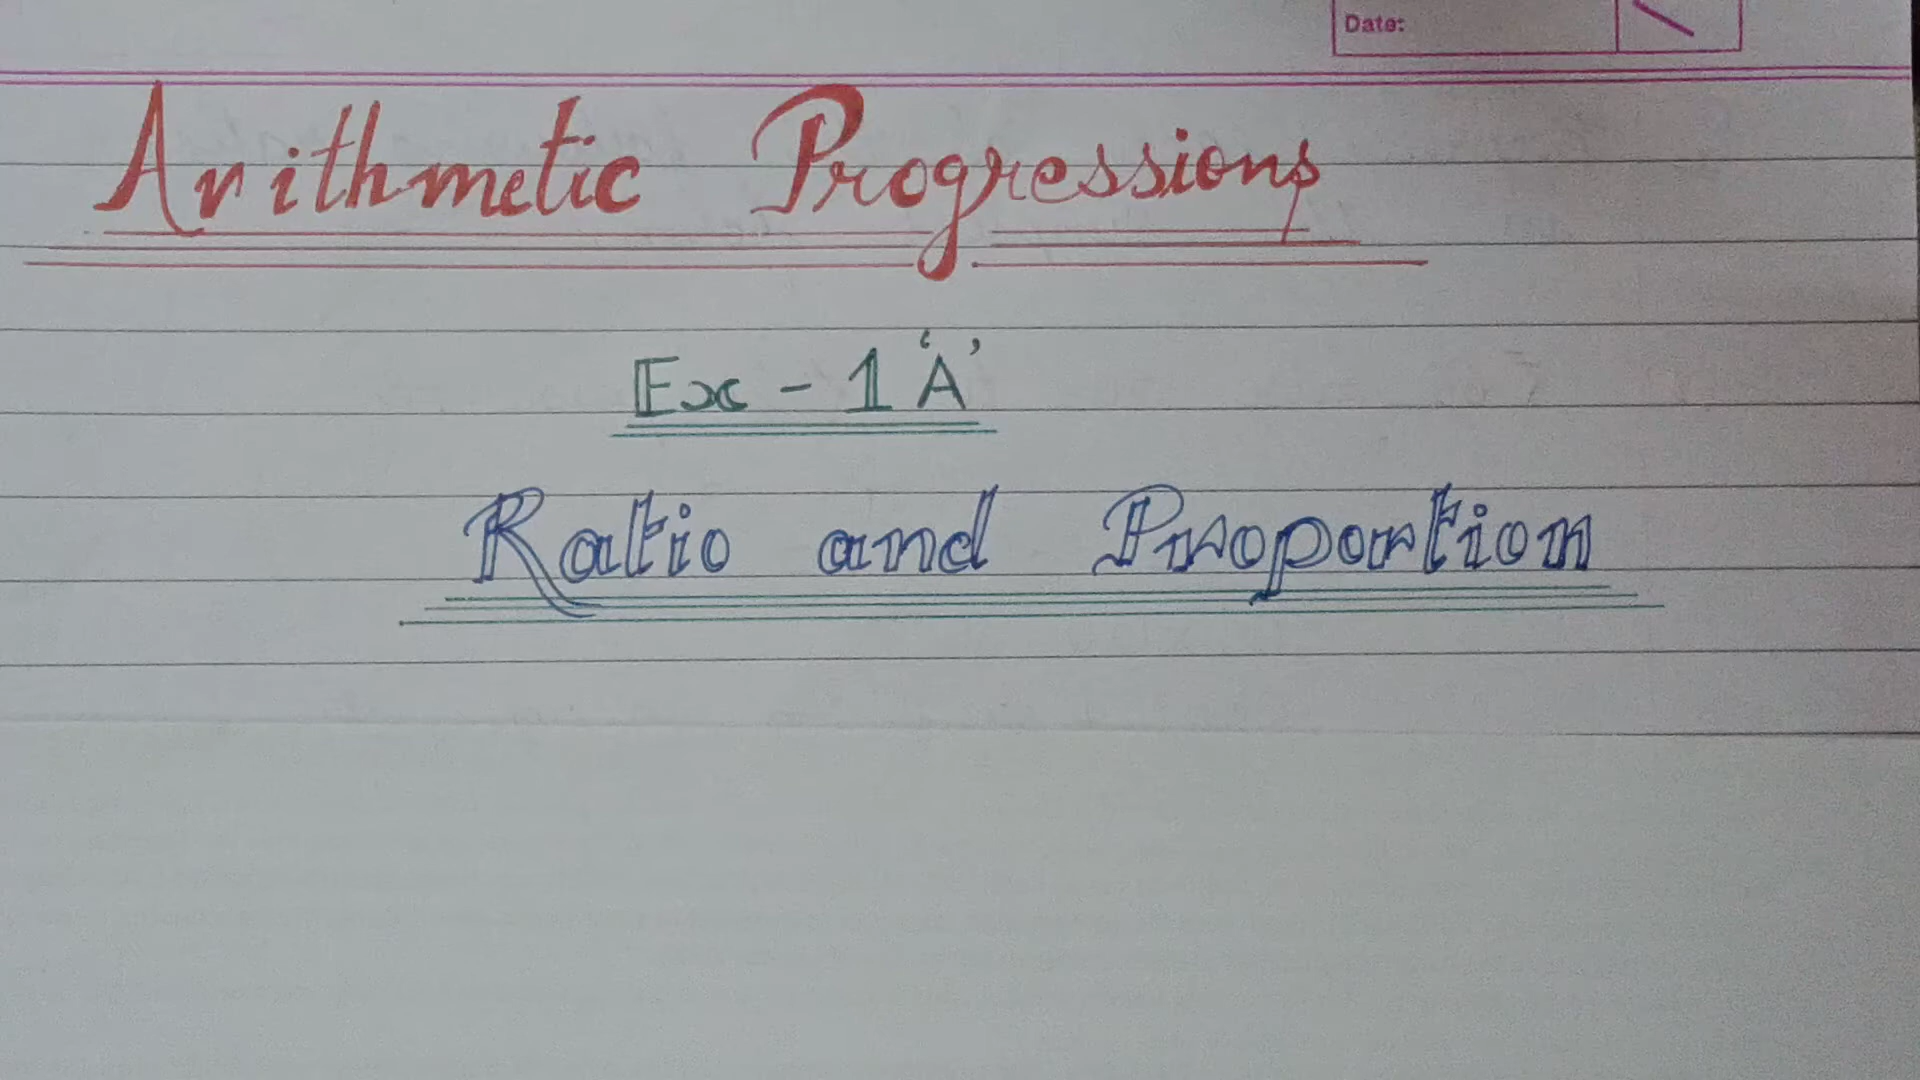 Date:
Arithmetic Progressions
Ex - 1 'A'
Ratio and Proportion